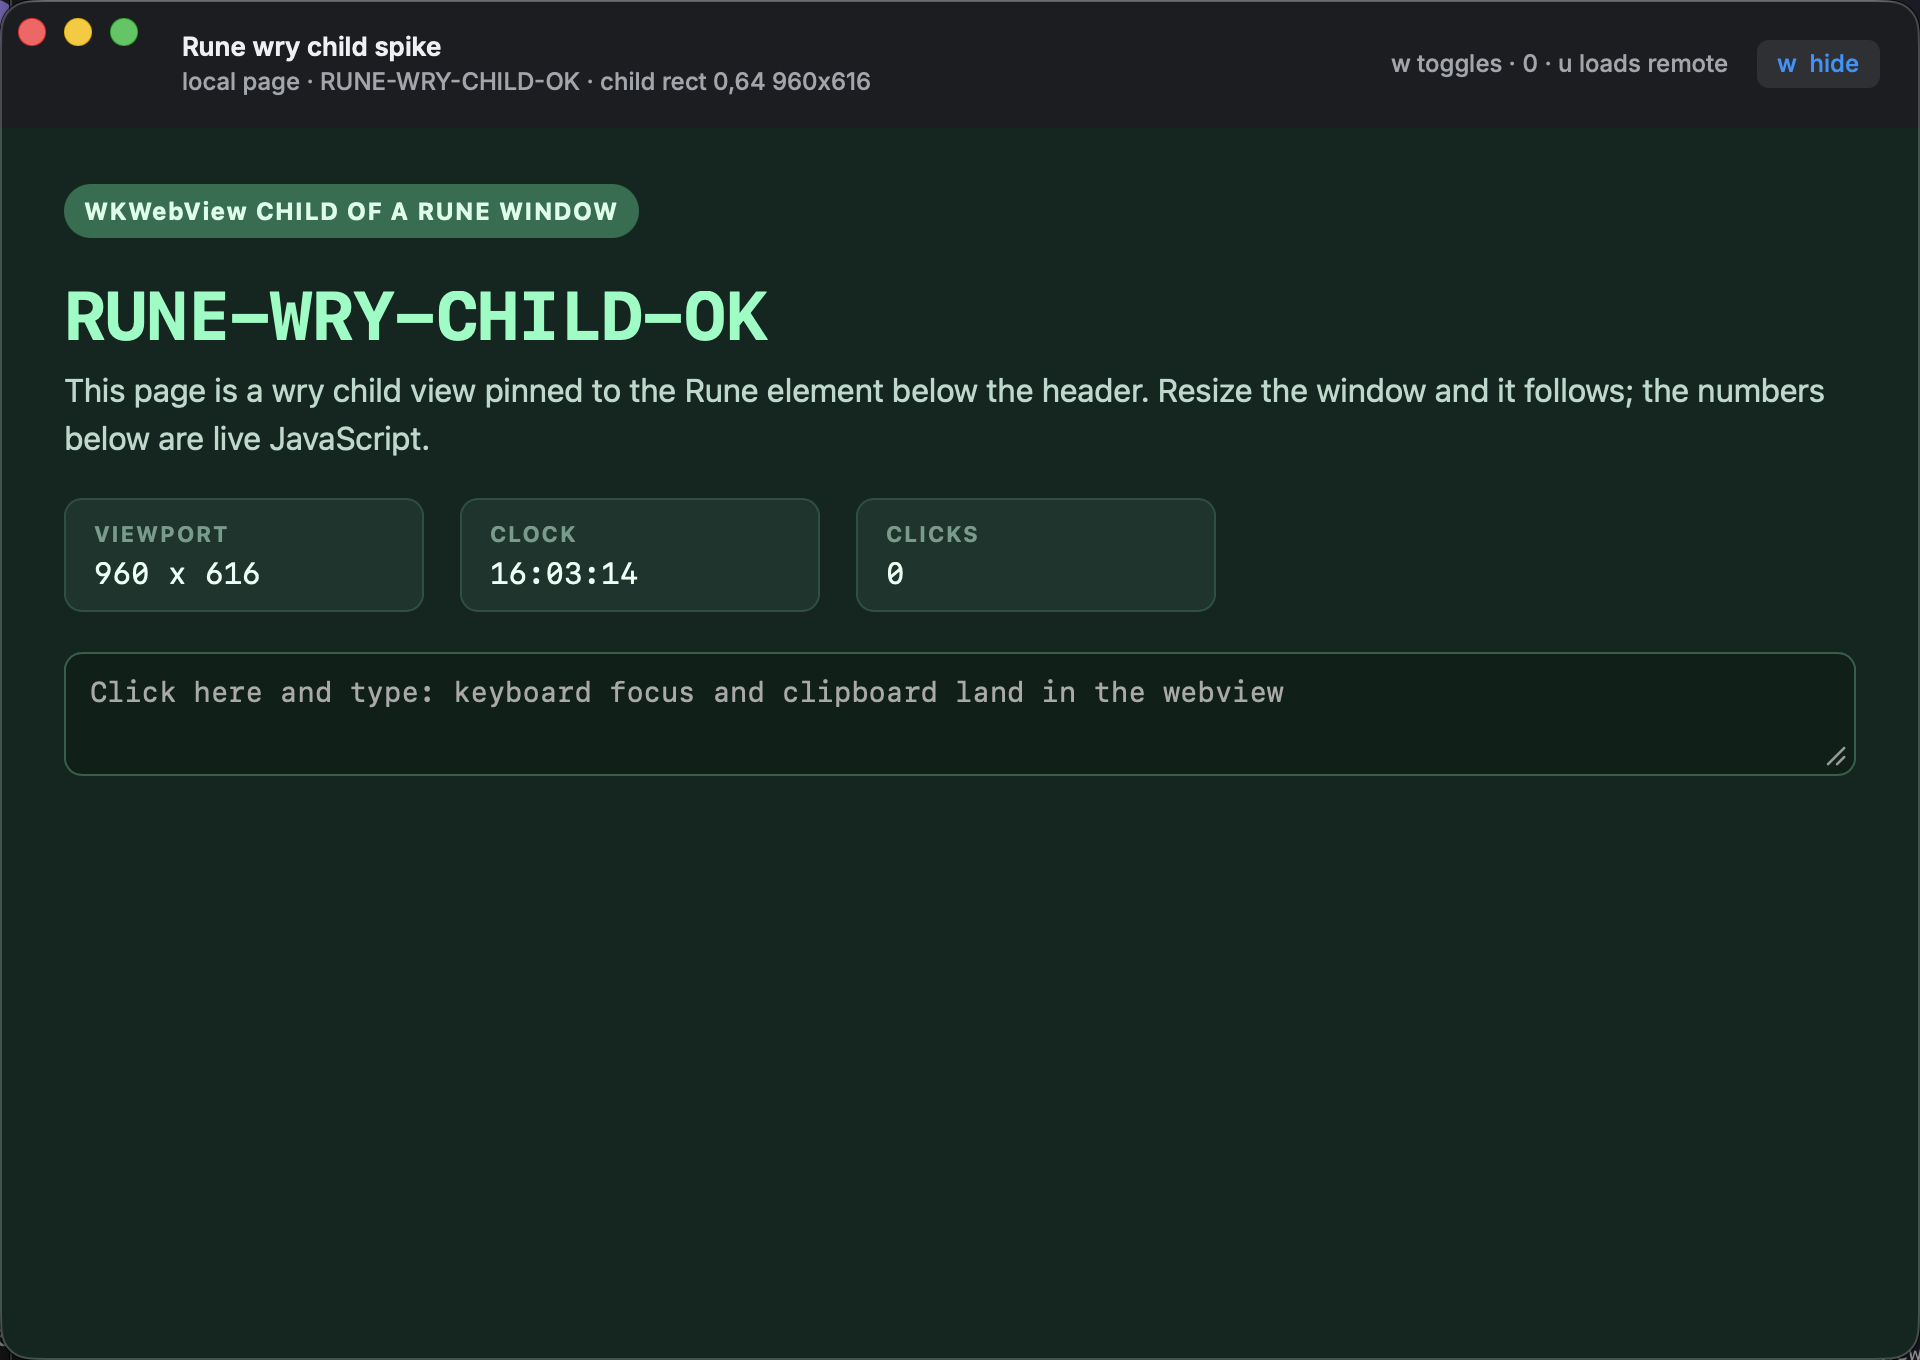 Rune wry child spike
local page · RUNE-WRY-CHILD-OK · child rect 0,64 960x616
w toggles · 0 · u loads remote
w hide
WKWebView CHILD OF A RUNE WINDOW
RUNE-WRY-CHILD-OK
This page is a wry child view pinned to the Rune element below the header. Resize the window and it follows; the numbers
below are live JavaScript.
VIEWPORT
960 x 616
CLOCK
16:03:14
CLICKS
0
Click here and type: keyboard focus and clipboard land in the webview